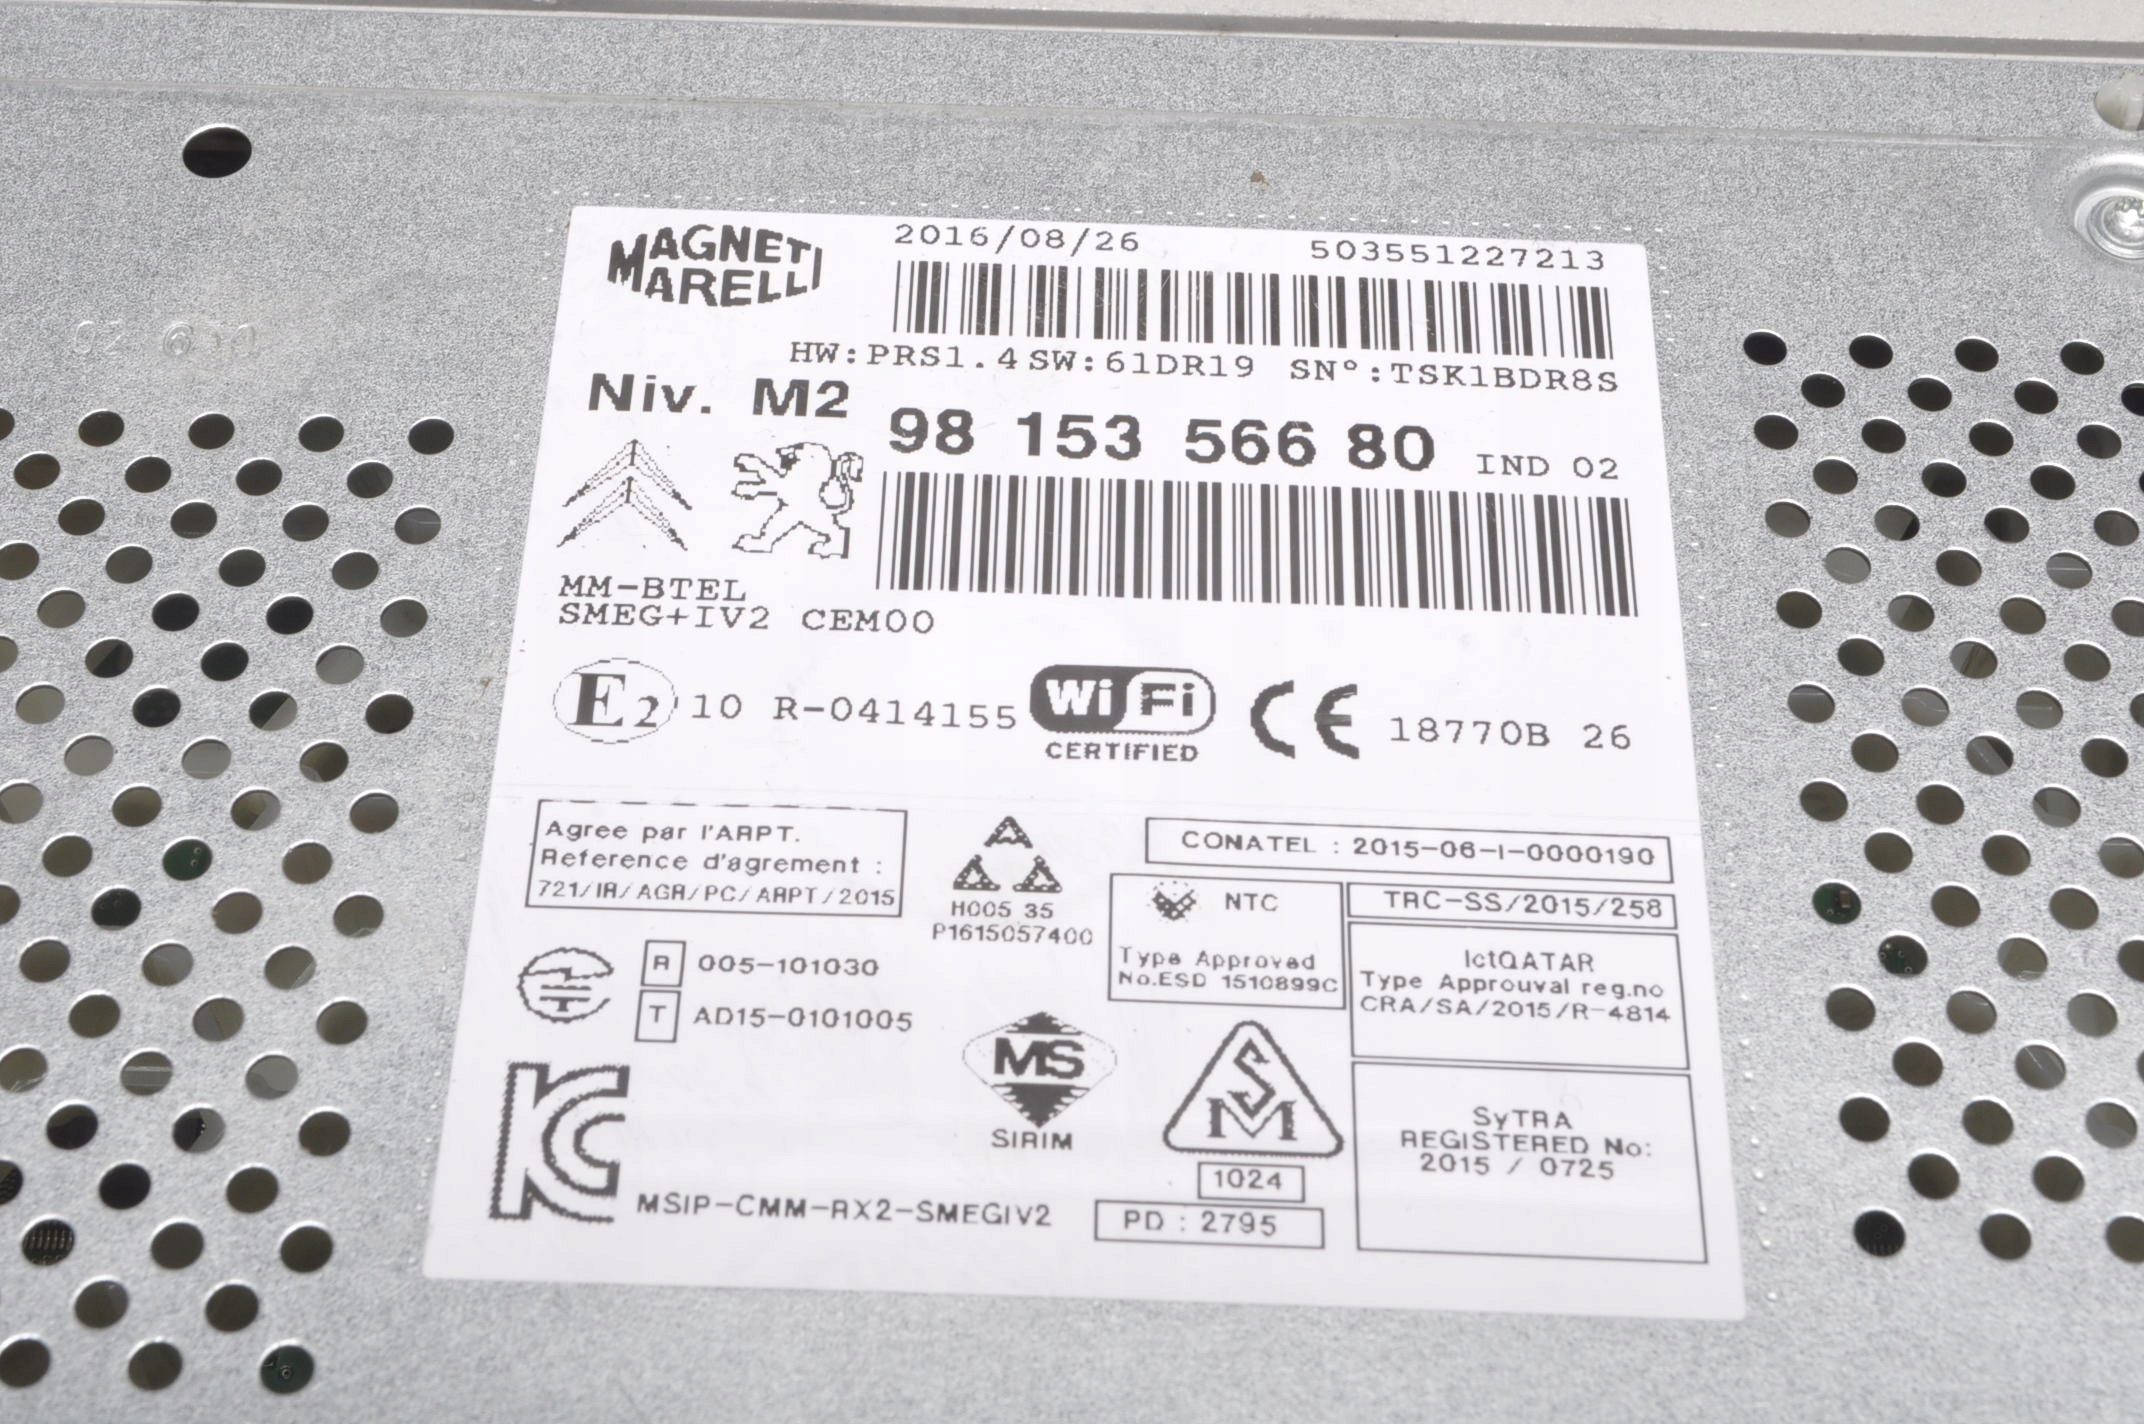 MAGNETI
MARELLI
2016/08/26 503551227213
HW:PRS1.4 SW:61DR19 SN°:TSK1BDR8S
Niv. M2
98 153 566 80 IND 02
MM-BTEL
SMEG+IV2 CEM00
E2 10 R-0414155 WiFi CERTIFIED CE 18770B 26
Agree par l'ARPT.
Reference d'agrement :
721/IR/AGR/PC/ARPT/2015
H005 35
P1615057400
CONATEL : 2015-06-I-0000190
NTC
Type Approved
No.ESD 1510899C
TRC-SS/2015/258
IctQATAR
Type Approuval reg.no
CRA/SA/2015/R-4814
R 005-101030
T AD15-0101005
MS
SIRIM
SM
1024
PD : 2795
SyTRA
REGISTERED No:
2015 / 0725
KC
MSIP-CMM-RX2-SMEGIV2